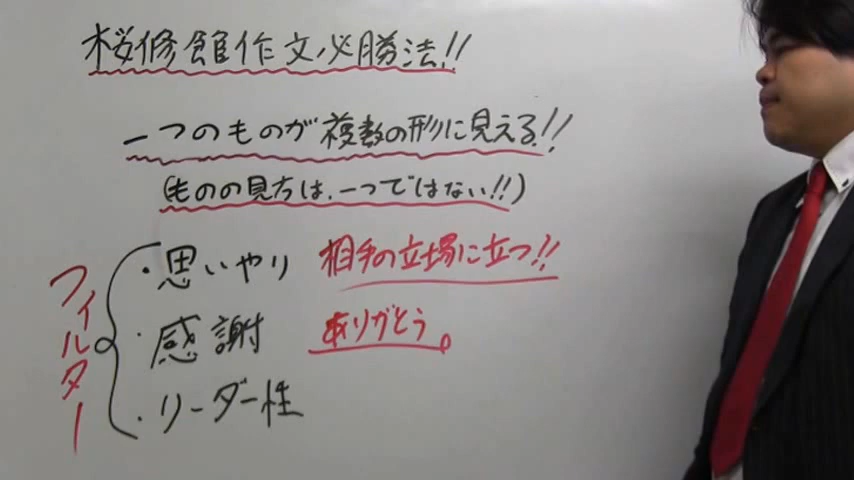 桜修館作文必勝法!!
一つのものが複数の形に見える!!
(ものの見方は、一つではない!!)
フィルター
・思いやり 相手の立場に立つ!!
・感謝 ありがとう。
・リーダー性